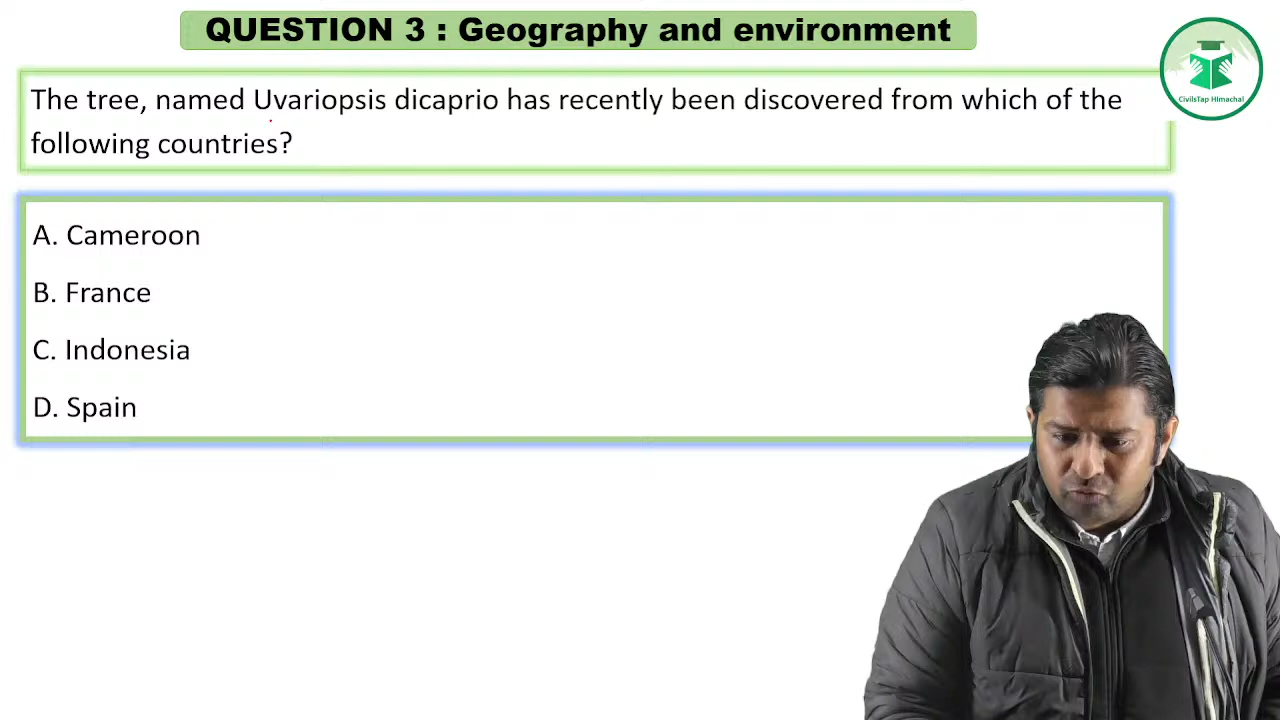 QUESTION 3 : Geography and environment
CivilsTap HImachal
The tree, named Uvariopsis dicaprio has recently been discovered from which of the
following countries?
A. Cameroon
B. France
C. Indonesia
D. Spain